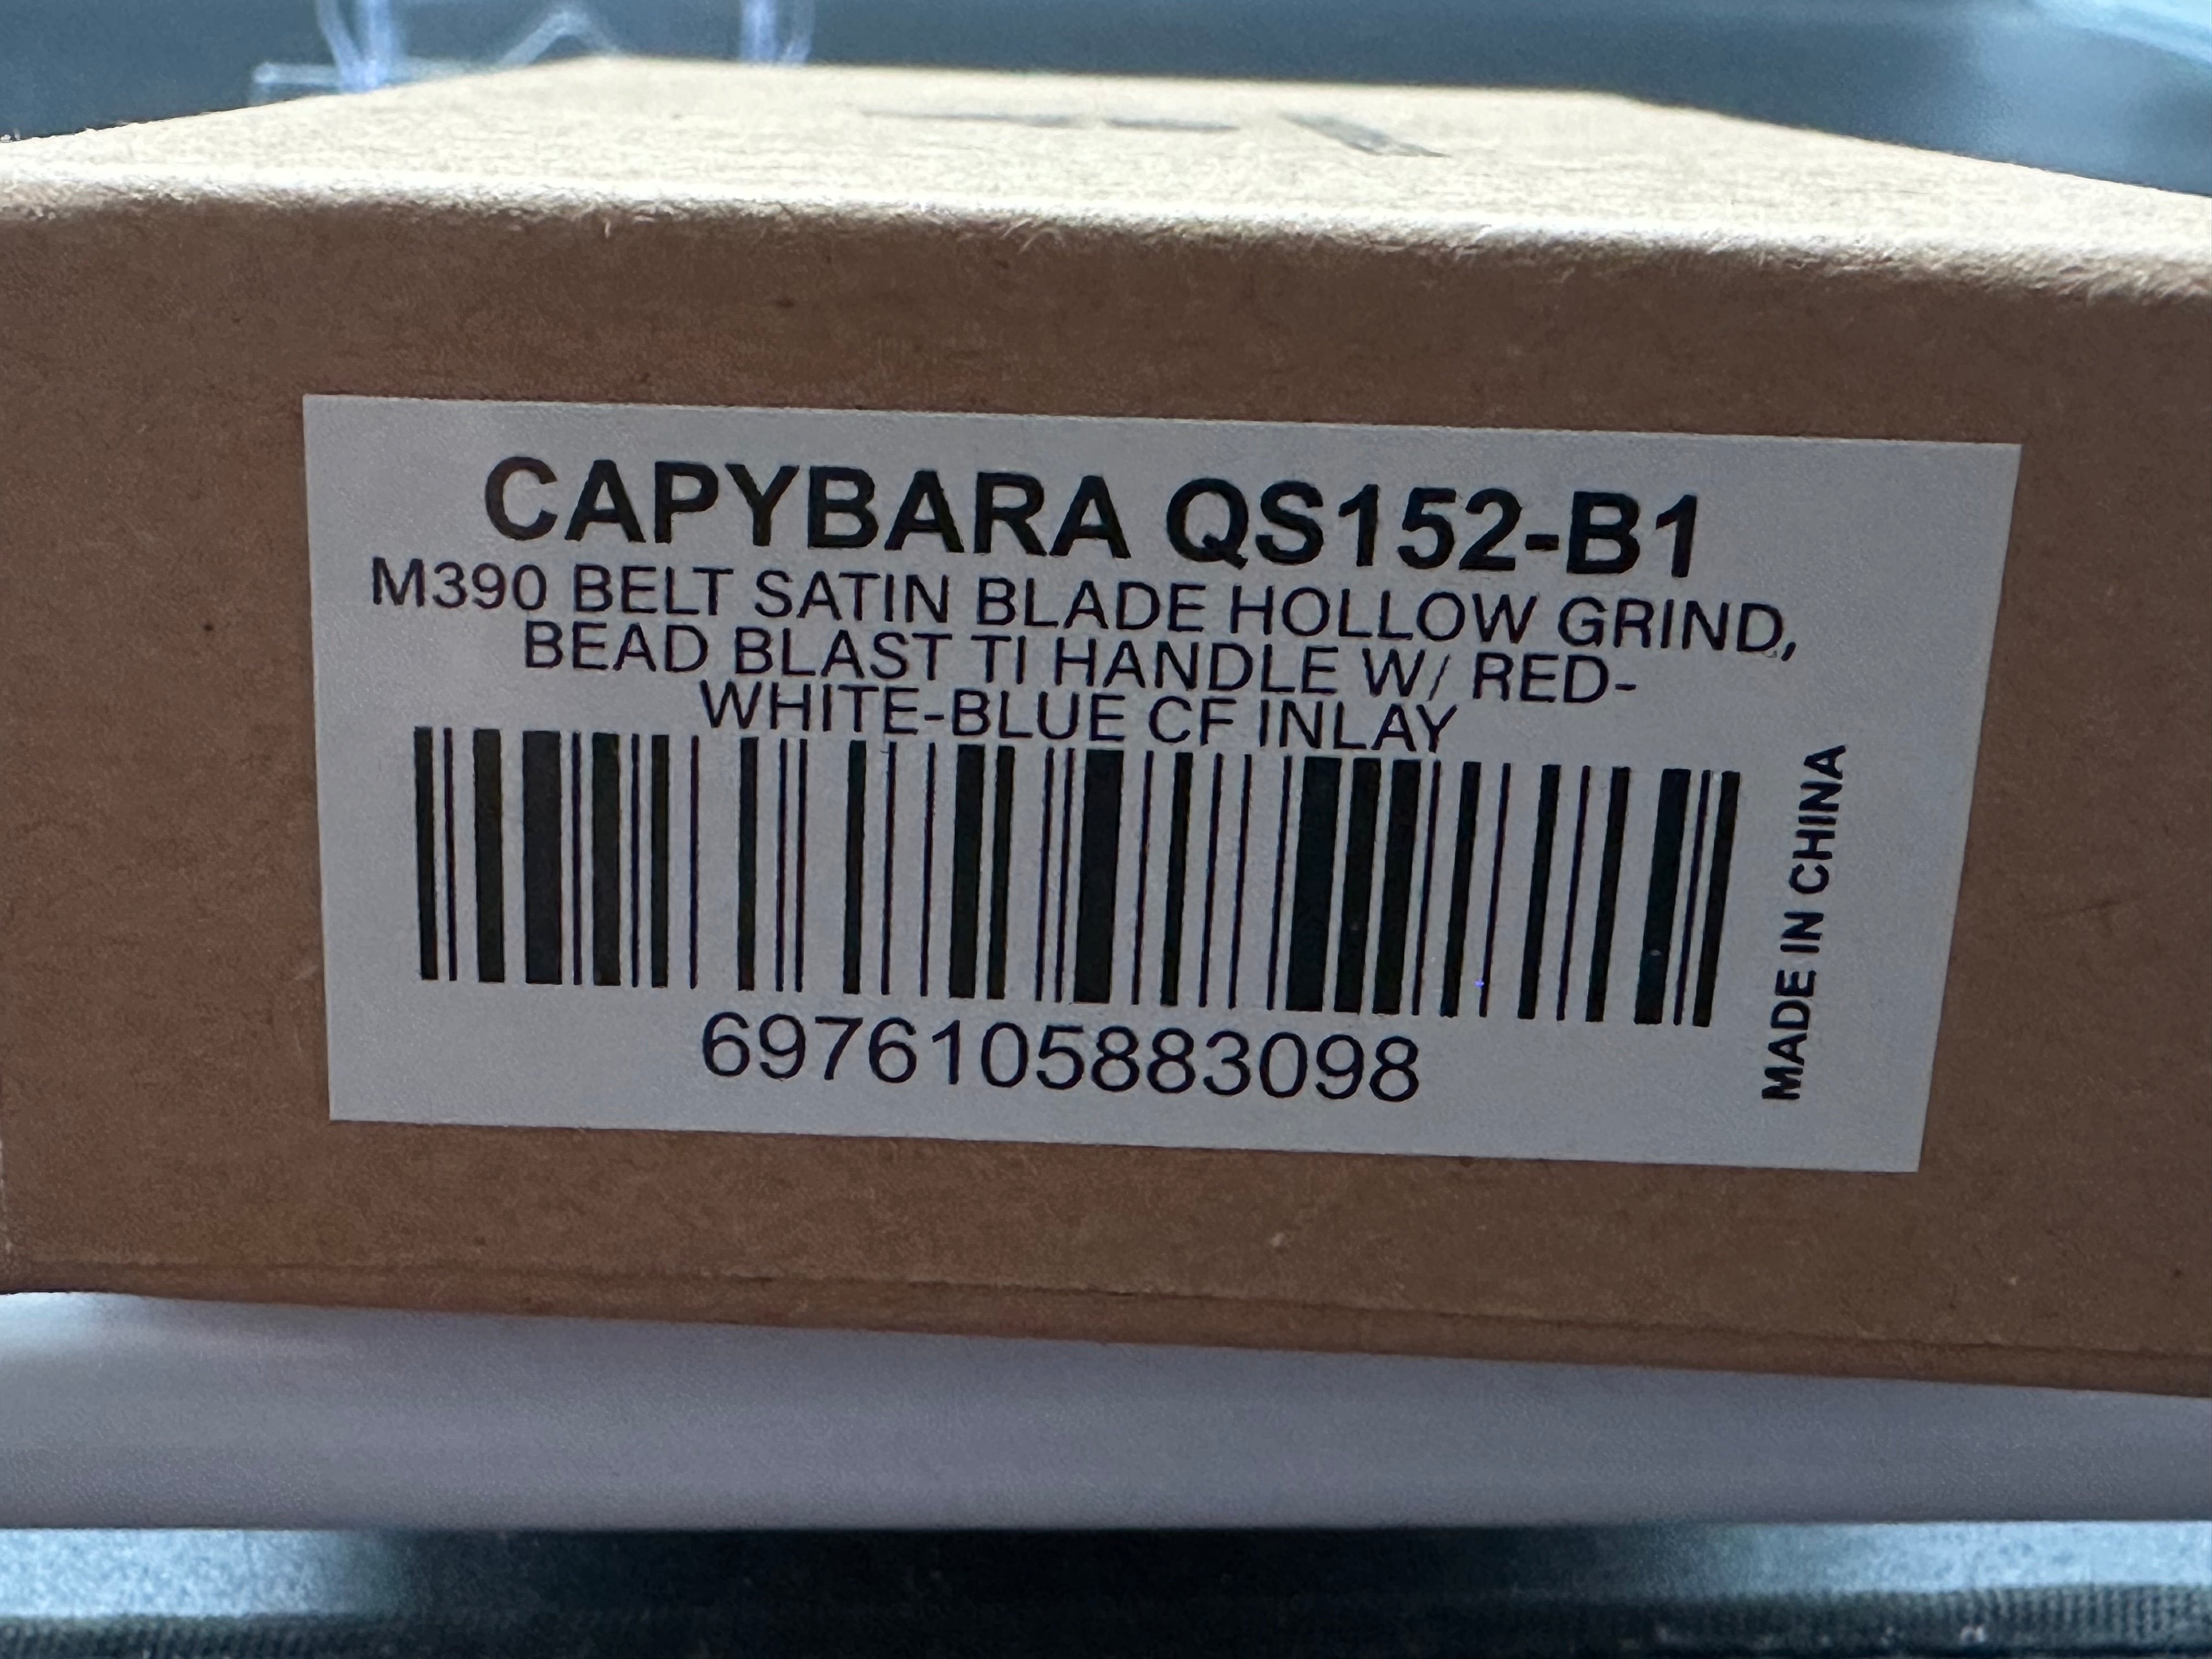 CAPYBARA QS152-B1
M390 BELT SATIN BLADE HOLLOW GRIND,
BEAD BLAST TI HANDLE W/ RED-
WHITE-BLUE CF INLAY
6976105883098
MADE IN CHINA